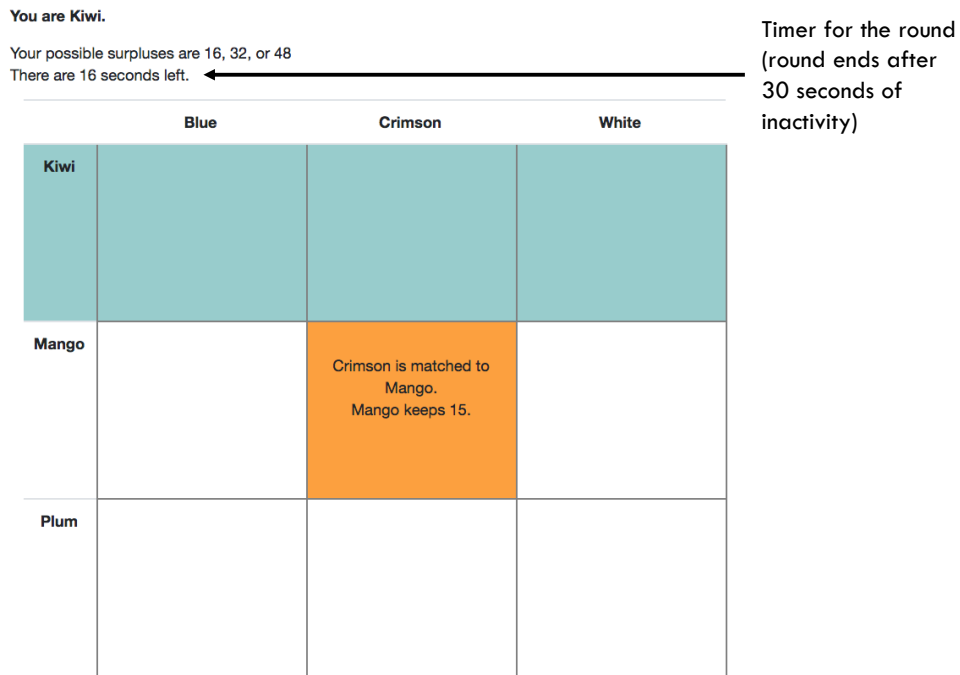 You are Kiwi.
Your possible surpluses are 16, 32, or 48
There are 16 seconds left.
Timer for the round
(round ends after
30 seconds of
inactivity)
Blue
Crimson
White
Kiwi
Mango
Crimson is matched to
Mango.
Mango keeps 15.
Plum